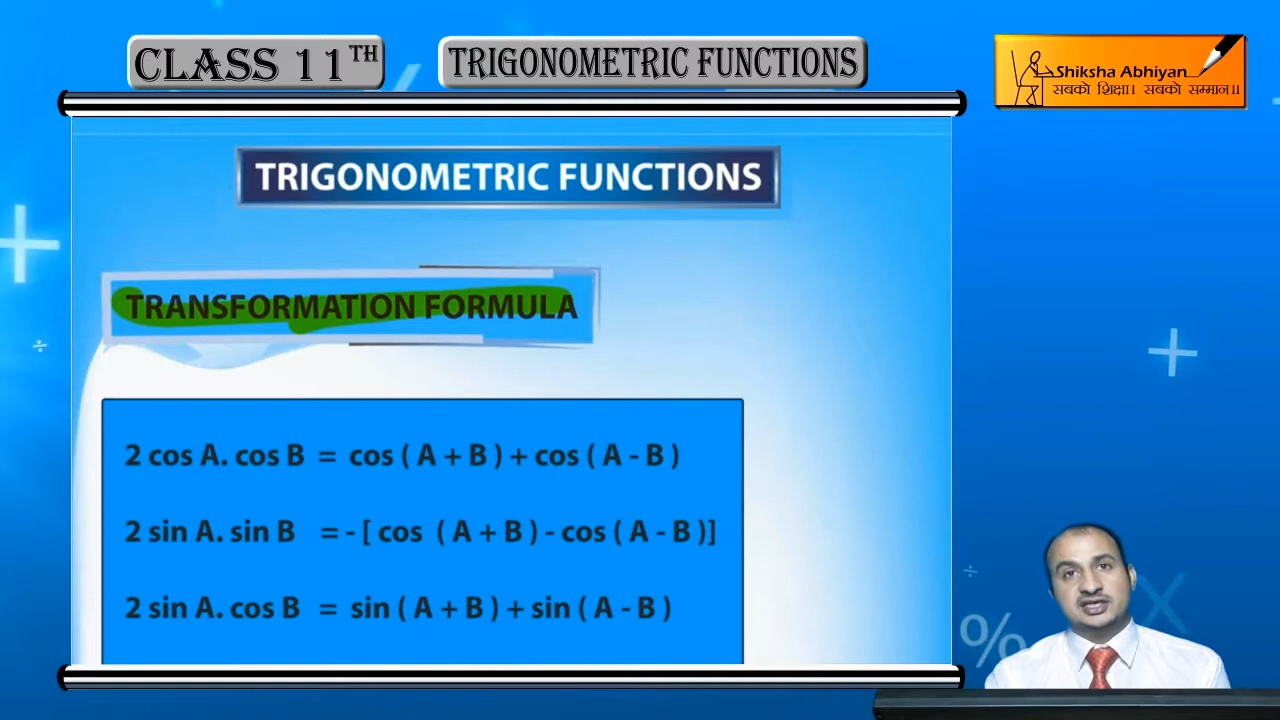 CLASS 11TH
TRIGONOMETRIC FUNCTIONS
Shiksha Abhiyan
सबको शिक्षा। सबको सम्मान॥
TRIGONOMETRIC FUNCTIONS
TRANSFORMATION FORMULA
2 cos A. cos B = cos ( A + B ) + cos ( A - B )
2 sin A. sin B = - [ cos ( A + B ) - cos ( A - B )]
2 sin A. cos B = sin ( A + B ) + sin ( A - B )